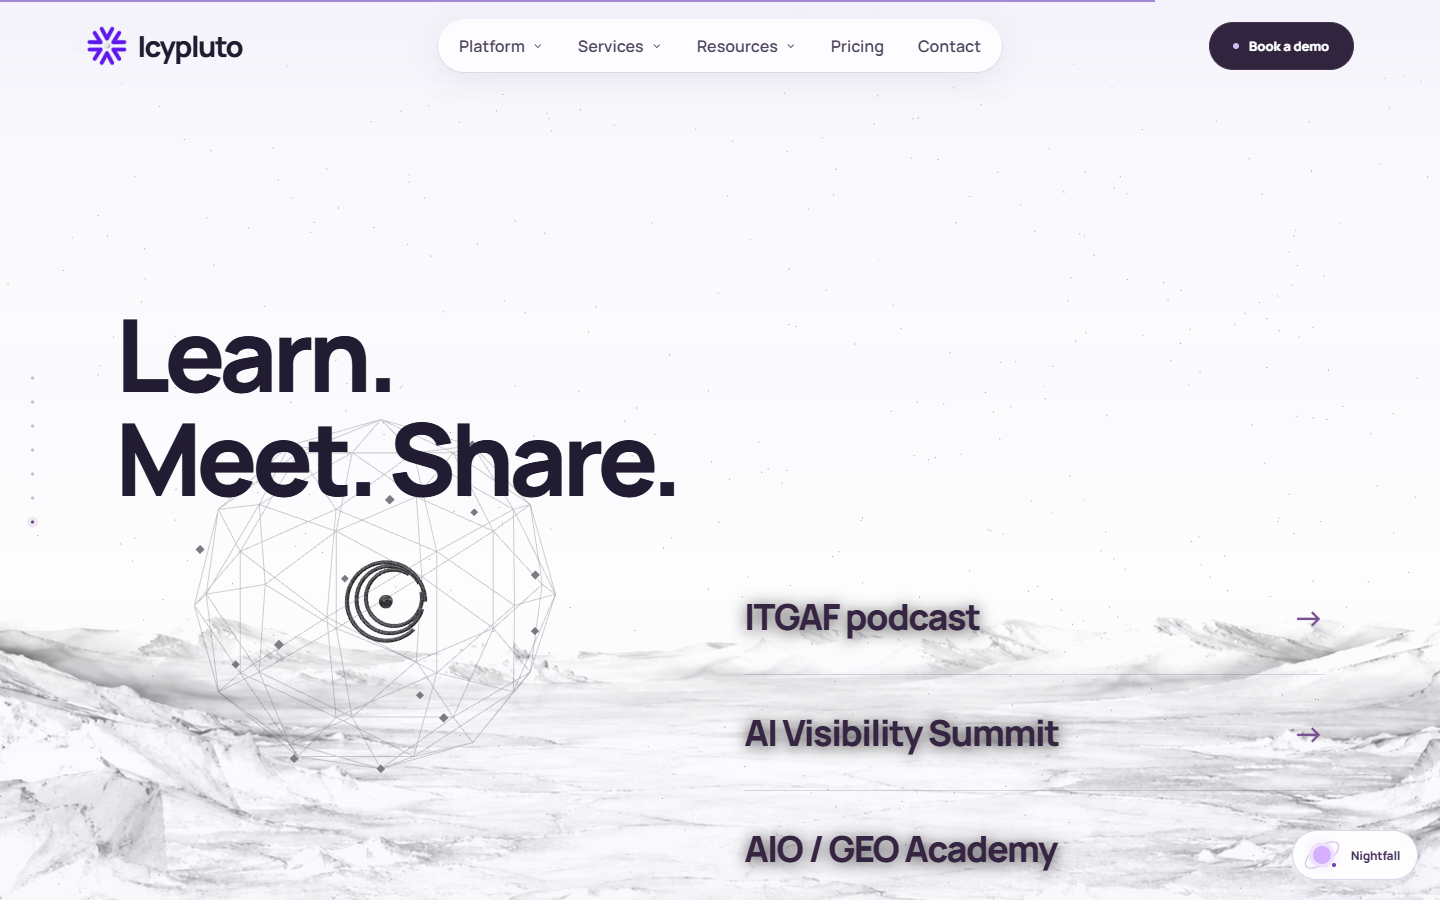 Icypluto
Platform
Services
Resources
Pricing
Contact
Book a demo
Learn.
Meet. Share.
ITGAF podcast
AI Visibility Summit
AIO / GEO Academy
Nightfall